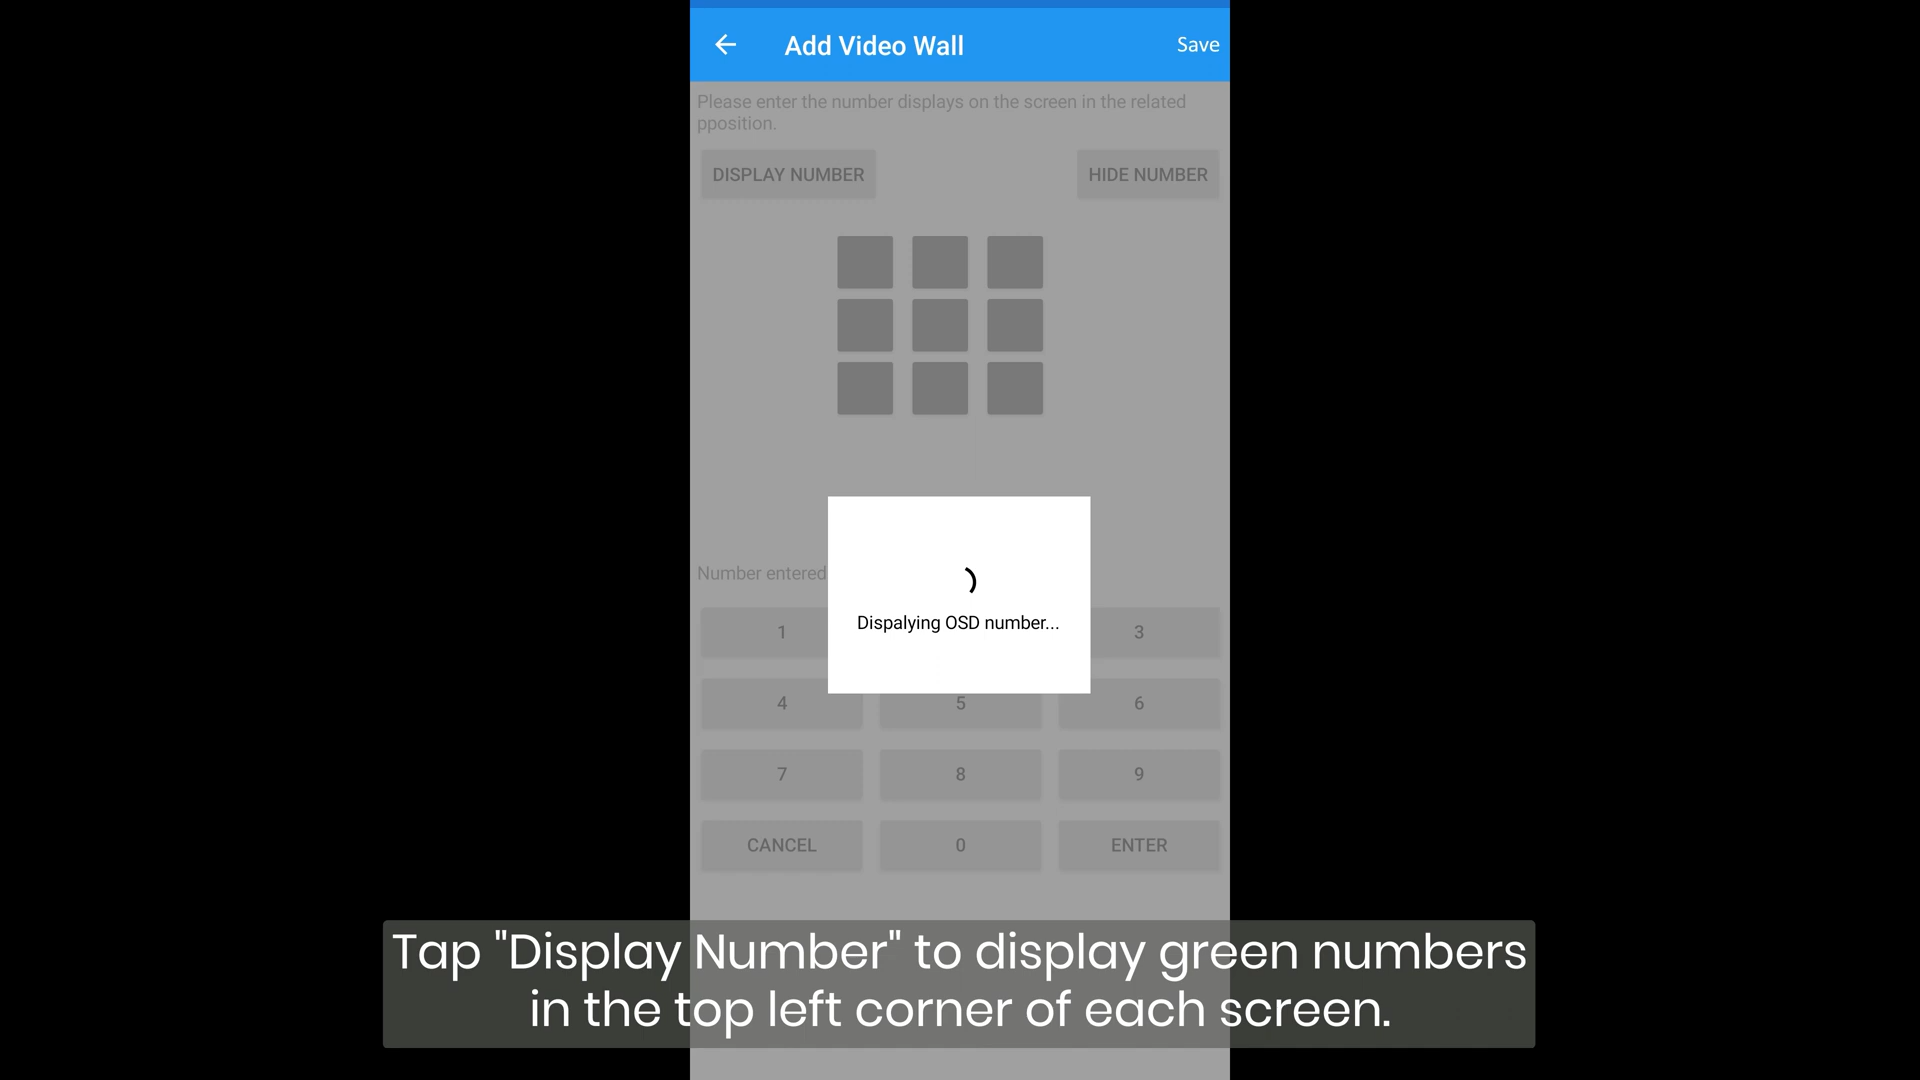 Add Video Wall
Save
Please enter the number displays on the screen in the related
pposition.
DISPLAY NUMBER
HIDE NUMBER
Number entered
Dispalying OSD number...
1
3
4
5
6
7
8
9
CANCEL
0
ENTER
Tap "Display Number" to display green numbers
in the top left corner of each screen.